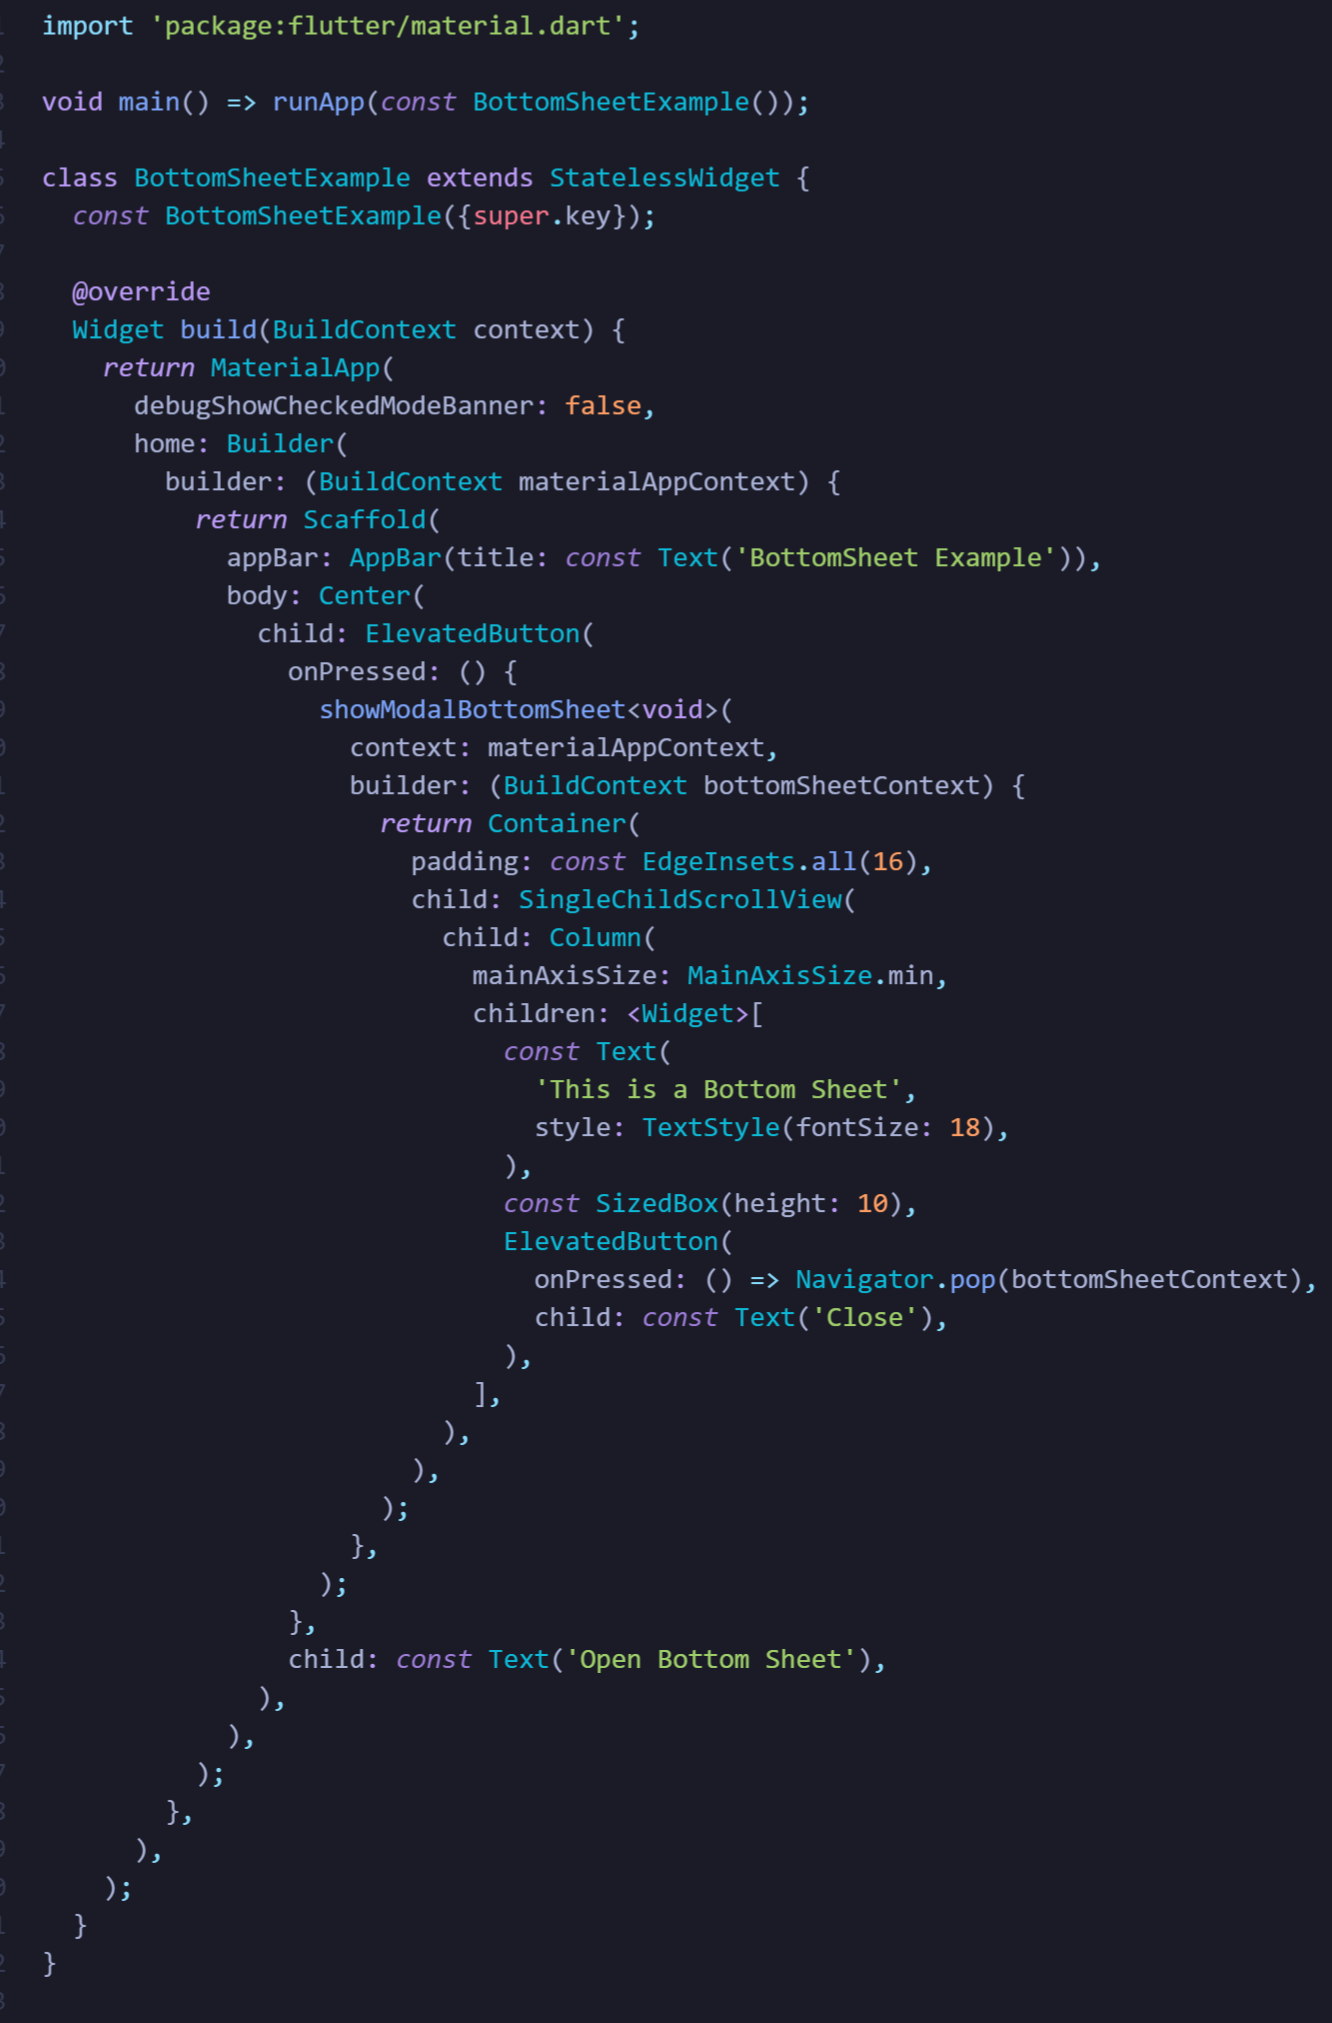 import 'package:flutter/material.dart';

void main() => runApp(const BottomSheetExample());

class BottomSheetExample extends StatelessWidget {
  const BottomSheetExample({super.key});

  @override
  Widget build(BuildContext context) {
    return MaterialApp(
      debugShowCheckedModeBanner: false,
      home: Builder(
        builder: (BuildContext materialAppContext) {
          return Scaffold(
            appBar: AppBar(title: const Text('BottomSheet Example')),
            body: Center(
              child: ElevatedButton(
                onPressed: () {
                  showModalBottomSheet<void>(
                    context: materialAppContext,
                    builder: (BuildContext bottomSheetContext) {
                      return Container(
                        padding: const EdgeInsets.all(16),
                        child: SingleChildScrollView(
                          child: Column(
                            mainAxisSize: MainAxisSize.min,
                            children: <Widget>[
                              const Text(
                                'This is a Bottom Sheet',
                                style: TextStyle(fontSize: 18),
                              ),
                              const SizedBox(height: 10),
                              ElevatedButton(
                                onPressed: () => Navigator.pop(bottomSheetContext),
                                child: const Text('Close'),
                              ),
                            ],
                          ),
                        ),
                      );
                    },
                  );
                },
                child: const Text('Open Bottom Sheet'),
              ),
            ),
          );
        },
      ),
    );
  }
}